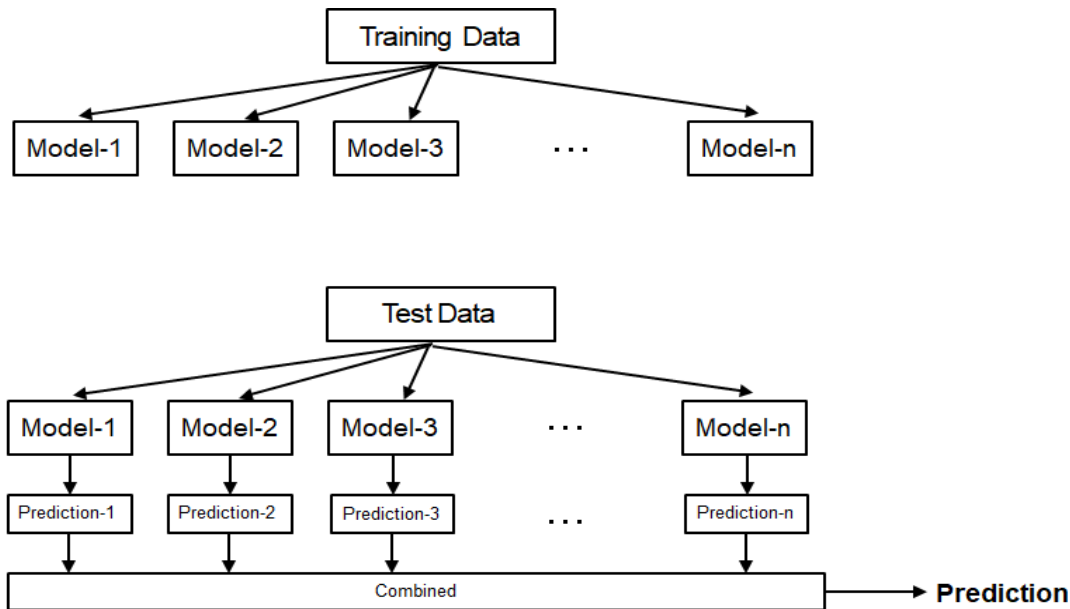 Training Data
Model-1 Model-2 Model-3 ... Model-n
Test Data
Model-1 Model-2 Model-3 ... Model-n
Prediction-1 Prediction-2 Prediction-3 ... Prediction-n
Combined Prediction